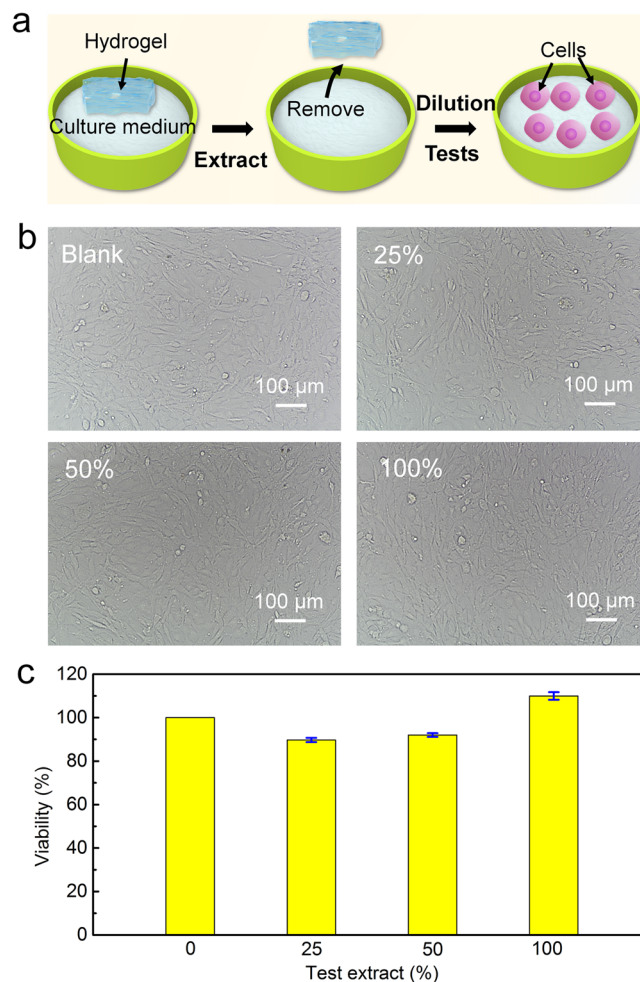 a
Hydrogel
Culture medium
Extract
Remove
Dilution
Tests
Cells
b
Blank
100 μm
25%
100 μm
50%
100 μm
100%
100 μm
c
Viability (%)
120
100
80
60
40
20
0
0 25 50 100
Test extract (%)